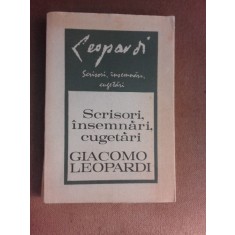 Leopardi
Scrisori, însemnări,
cugetări
Scrisori,
însemnări,
cugetări
GIACOMO
LEOPARDI